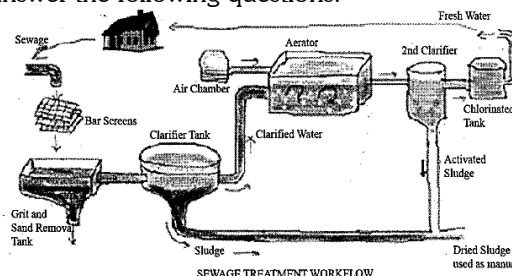 answer the following questions.
Fresh Water
Sewage
Aerator
2nd Clarifier
Air Chamber
Bar Screens
Clarifier Tank
Clarified Water
Chlorinated
Tank
Activated
Sludge
Grit and
Sand Removal
Tank
Sludge
Dried Sludge
used as manu
SEWAGE TREATMENT WORKFLOW